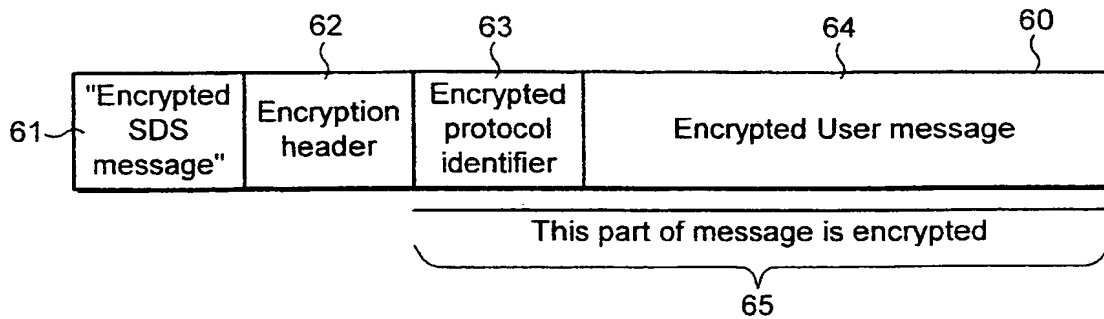 62 63 64 60
61
"Encrypted
SDS
message"
Encryption
header
Encrypted
protocol
identifier
Encrypted User message
This part of message is encrypted
65